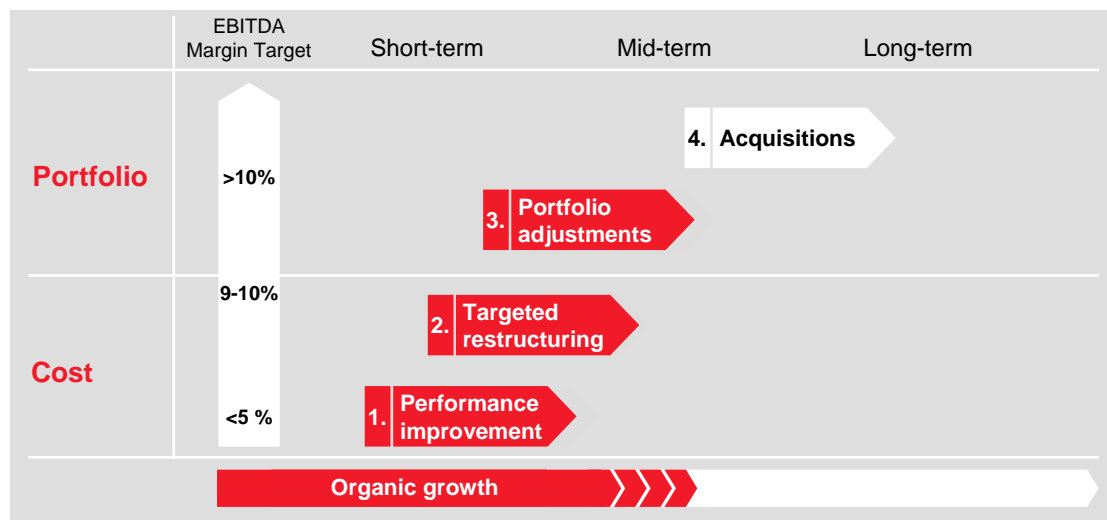 EBITDA
Margin Target
Short-term
Mid-term
Long-term
4. Acquisitions
Portfolio
>10%
3. Portfolio
adjustments
9-10%
2. Targeted
restructuring
Cost
<5 %
1. Performance
improvement
Organic growth